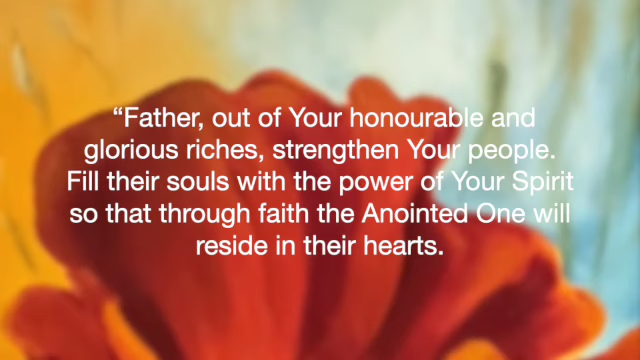 “Father, out of Your honourable and
glorious riches, strengthen Your people.
Fill their souls with the power of Your Spirit
so that through faith the Anointed One will
reside in their hearts.